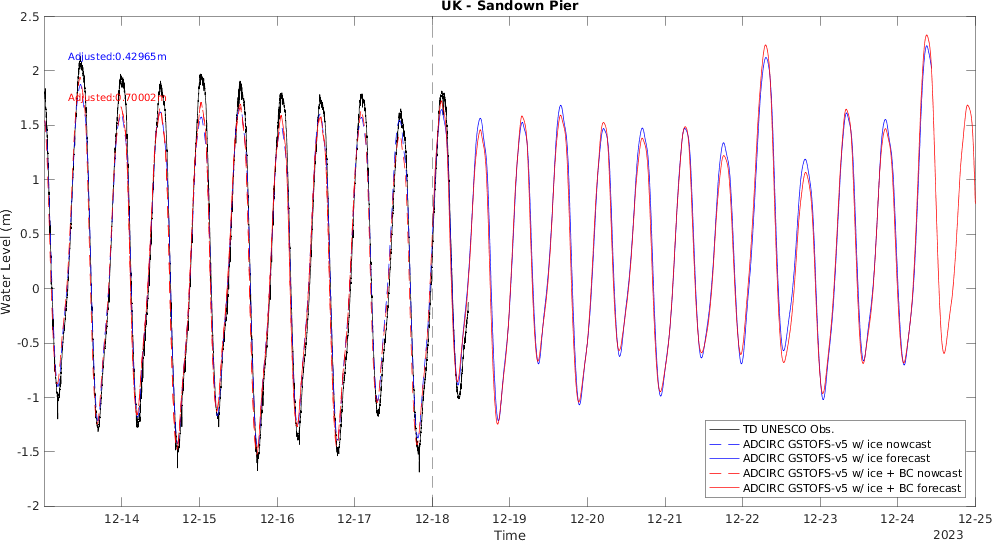 UK - Sandown Pier
2.5
2
1.5
1
0.5
0
-0.5
-1
-1.5
-2
Water Level (m)
Adjusted:0.42965m
Adjusted:0.70002m
TD UNESCO Obs.
ADCIRC GSTOFS-v5 w/ ice nowcast
ADCIRC GSTOFS-v5 w/ ice forecast
ADCIRC GSTOFS-v5 w/ ice + BC nowcast
ADCIRC GSTOFS-v5 w/ ice + BC forecast
12-14 12-15 12-16 12-17 12-18 12-19 12-20 12-21 12-22 12-23 12-24 12-25
Time
2023